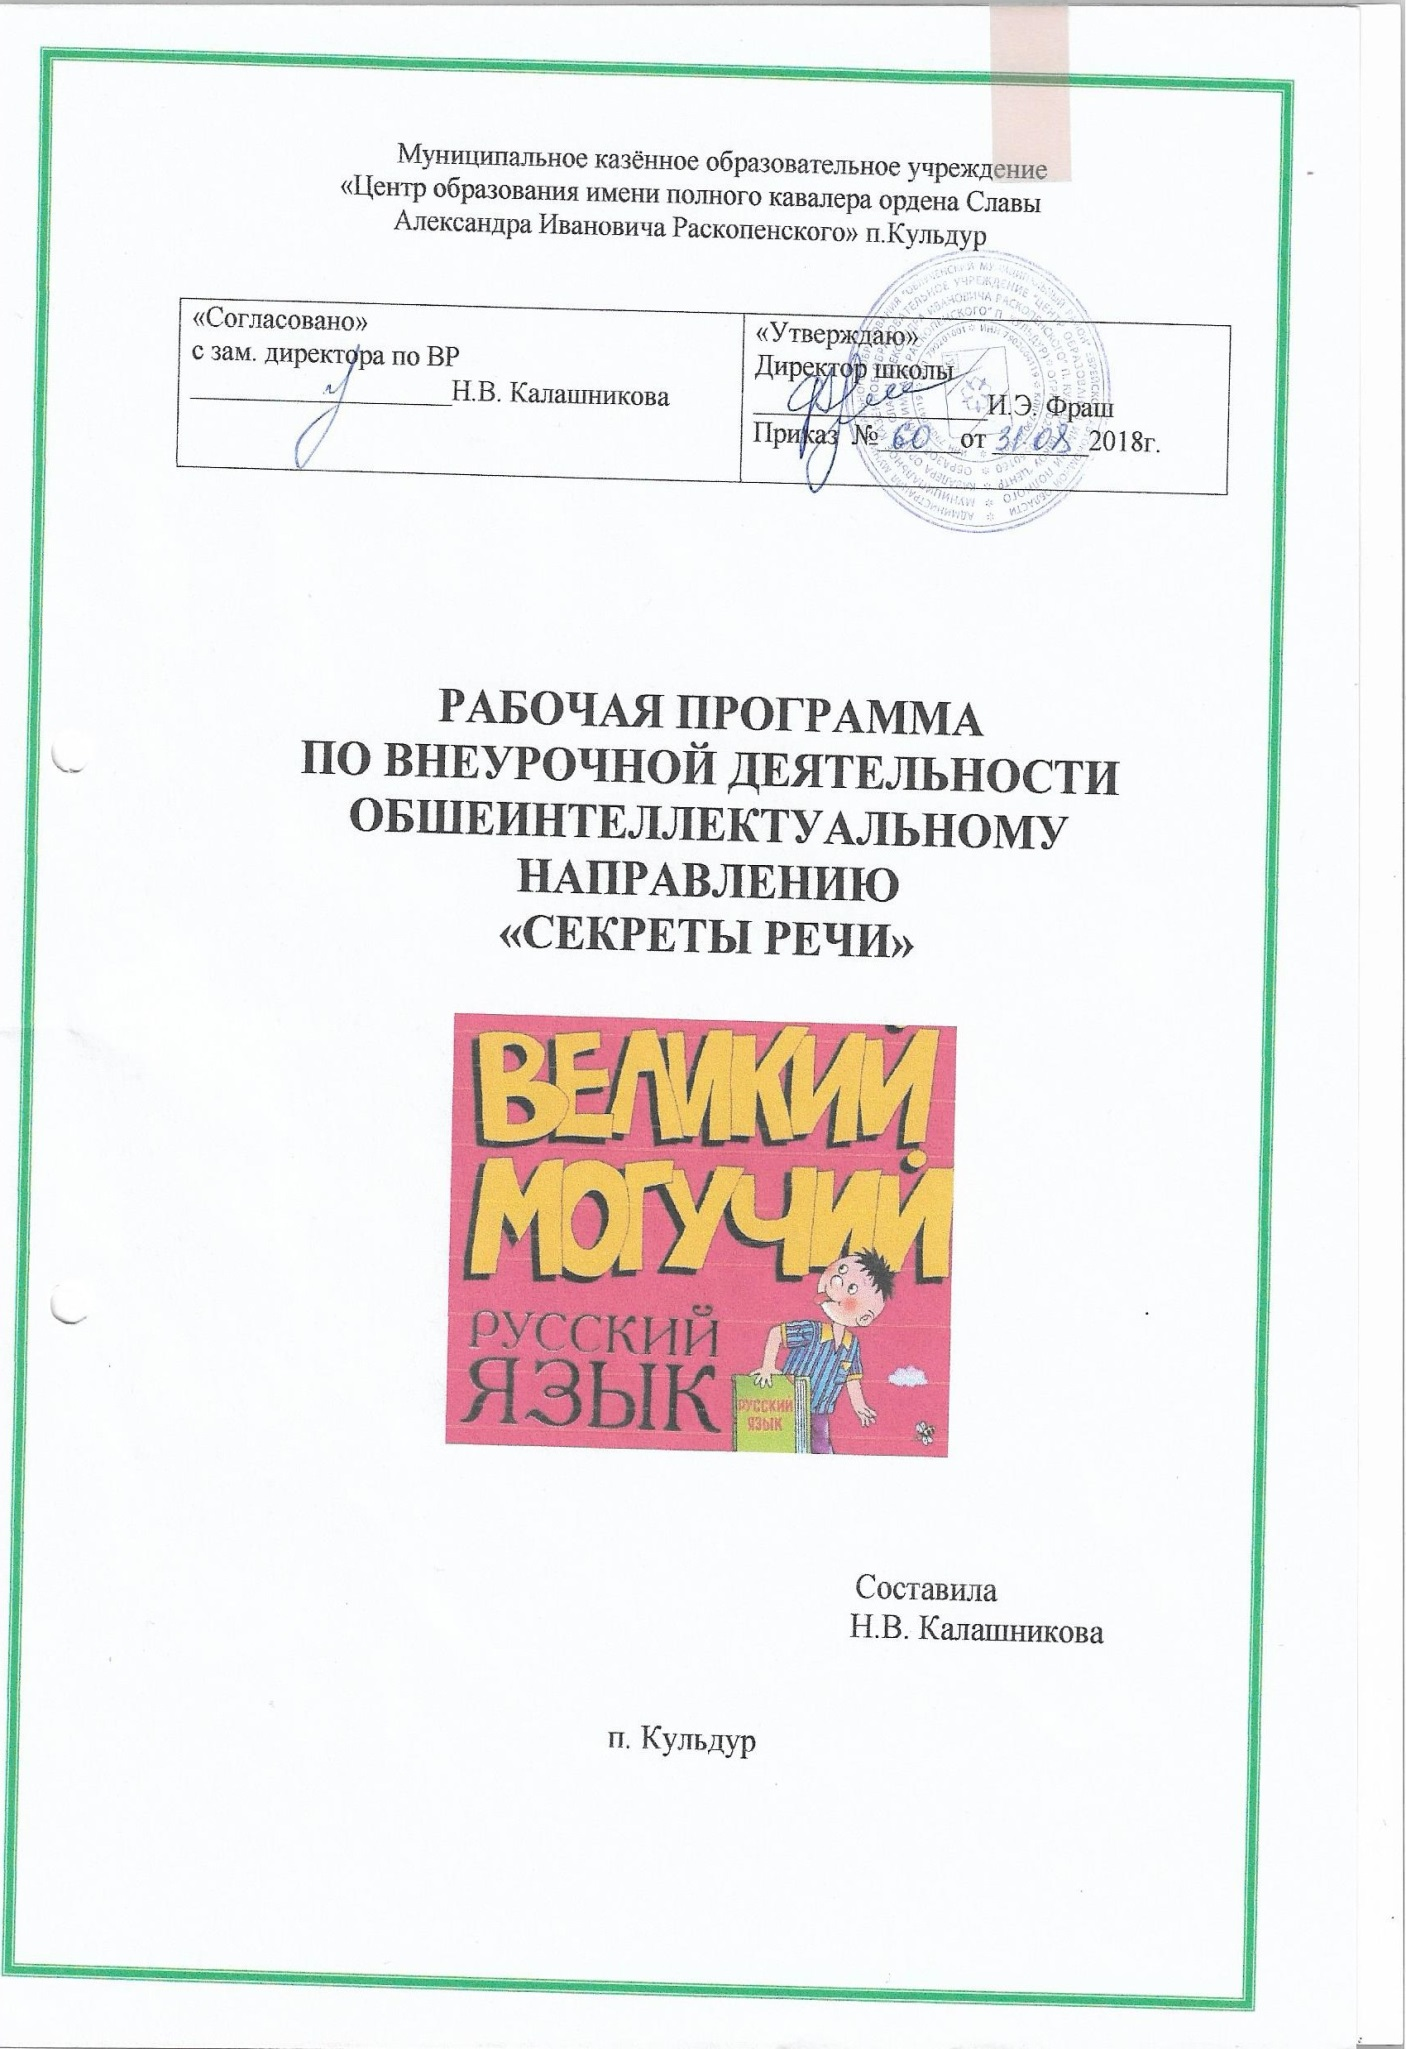 Муниципальное казённое образовательное учреждение
«Центр образования имени полного кавалера ордена Славы
Александра Ивановича Раскопенского» п.Кульдур
«Согласовано»
с зам. директора по ВР
Н.В. Калашникова
«Утверждаю»
Директор школы
И.Э. Фраш
Приказ № 60 от 31.08 2018г.
РАБОЧАЯ ПРОГРАММА
ПО ВНЕУРОЧНОЙ ДЕЯТЕЛЬНОСТИ
ОБШЕИНТЕЛЛЕКТУАЛЬНОМУ
НАПРАВЛЕНИЮ
«СЕКРЕТЫ РЕЧИ»
ВЕЛИКИЙ
МОГУЧИЙ
РУССКИЙ
ЯЗЫК
РУССКИЙ
ЯЗЫК
Составила
Н.В. Калашникова
п. Кульдур